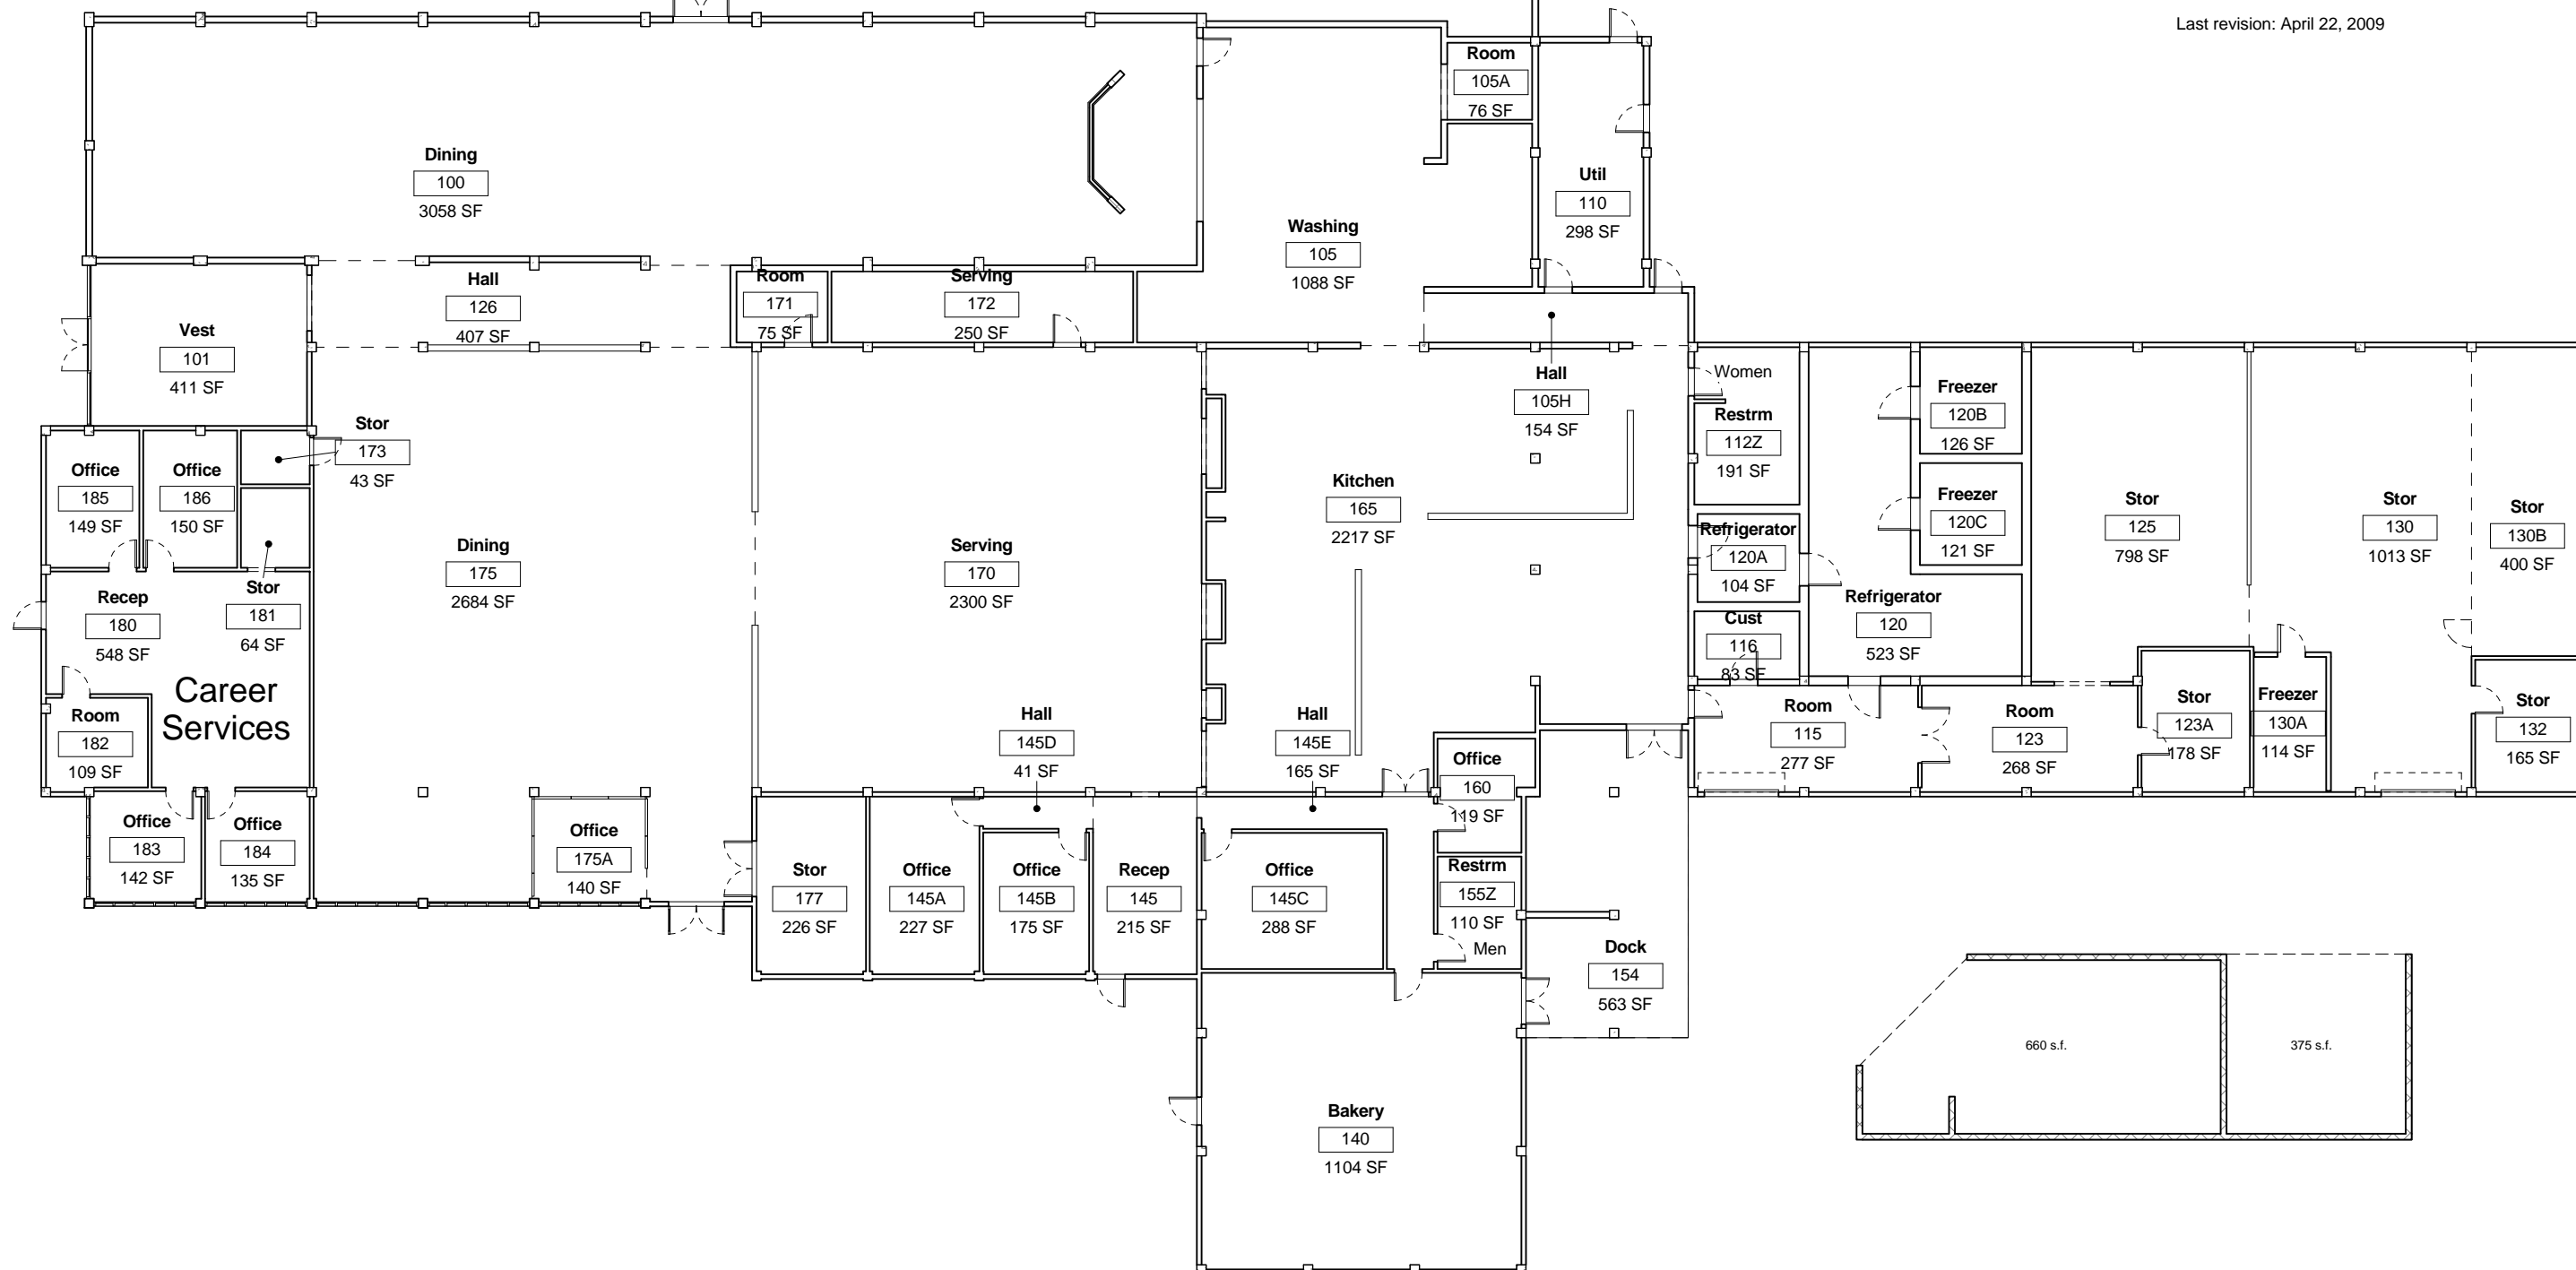 Last revision: April 22, 2009
Room
105A
76 SF
Dining
100
3058 SF
Util
110
298 SF
Washing
105
1088 SF
Hall
126
407 SF
Room
171
75 SF
Serving
172
250 SF
Vest
101
411 SF
Hall
105H
154 SF
Women
Restrm
112Z
191 SF
Freezer
120B
126 SF
Stor
173
43 SF
Office
185
149 SF
Office
186
150 SF
Kitchen
165
2217 SF
Freezer
120C
121 SF
Stor
125
798 SF
Stor
130
1013 SF
Stor
130B
400 SF
Dining
175
2684 SF
Serving
170
2300 SF
Refrigerator
120A
104 SF
Recep
180
548 SF
Stor
181
64 SF
Refrigerator
120
523 SF
Cust
116
83 SF
Career
Services
Room
182
109 SF
Hall
145D
41 SF
Hall
145E
165 SF
Room
115
277 SF
Room
123
268 SF
Stor
123A
178 SF
Freezer
130A
114 SF
Stor
132
165 SF
Office
160
119 SF
Office
183
142 SF
Office
184
135 SF
Office
175A
140 SF
Stor
177
226 SF
Office
145A
227 SF
Office
145B
175 SF
Recep
145
215 SF
Office
145C
288 SF
Restrm
155Z
110 SF
Men
Dock
154
563 SF
660 s.f.
375 s.f.
Bakery
140
1104 SF